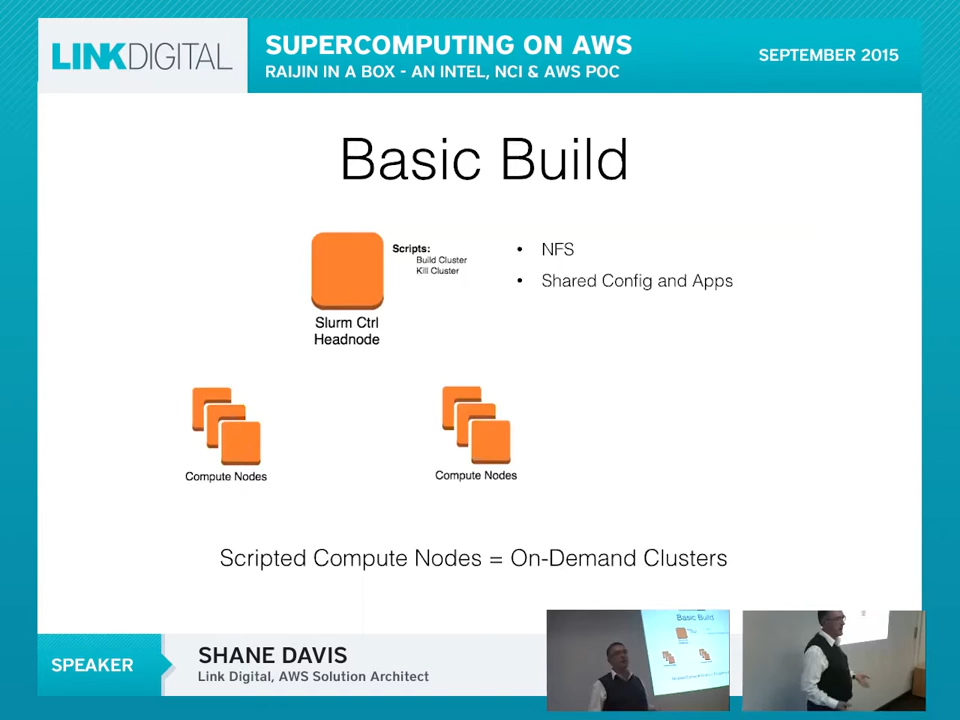 LINKDIGITAL
SUPERCOMPUTING ON AWS
RAIJIN IN A BOX - AN INTEL, NCI & AWS POC
SEPTEMBER 2015
Basic Build
Scripts:
Build Cluster
Kill Cluster
• NFS
• Shared Config and Apps
Slurm Ctrl
Headnode
Compute Nodes
Compute Nodes
Scripted Compute Nodes = On-Demand Clusters
Basic Build
SPEAKER
SHANE DAVIS
Link Digital, AWS Solution Architect